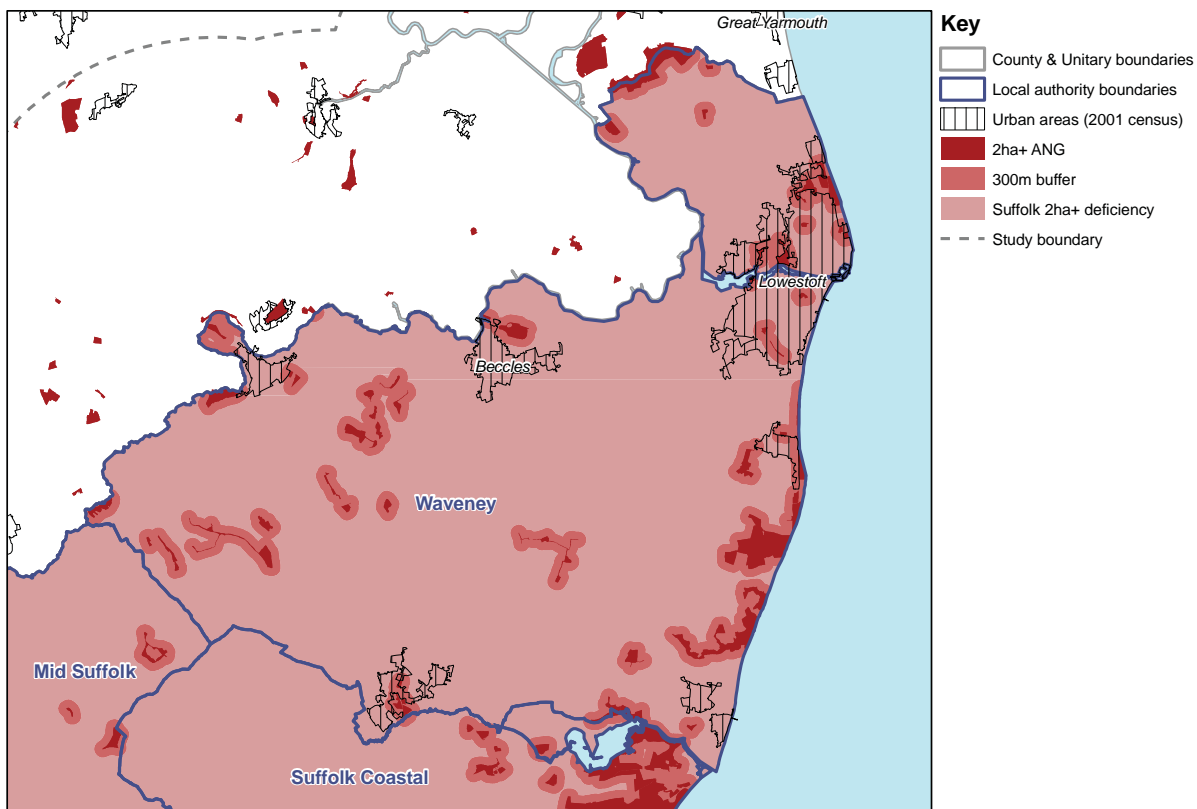 Great Yarmouth
Lowestoft
Beccles
Waveney
Mid Suffolk
Suffolk Coastal
Key
County & Unitary boundaries
Local authority boundaries
Urban areas (2001 census)
2ha+ ANG
300m buffer
Suffolk 2ha+ deficiency
Study boundary